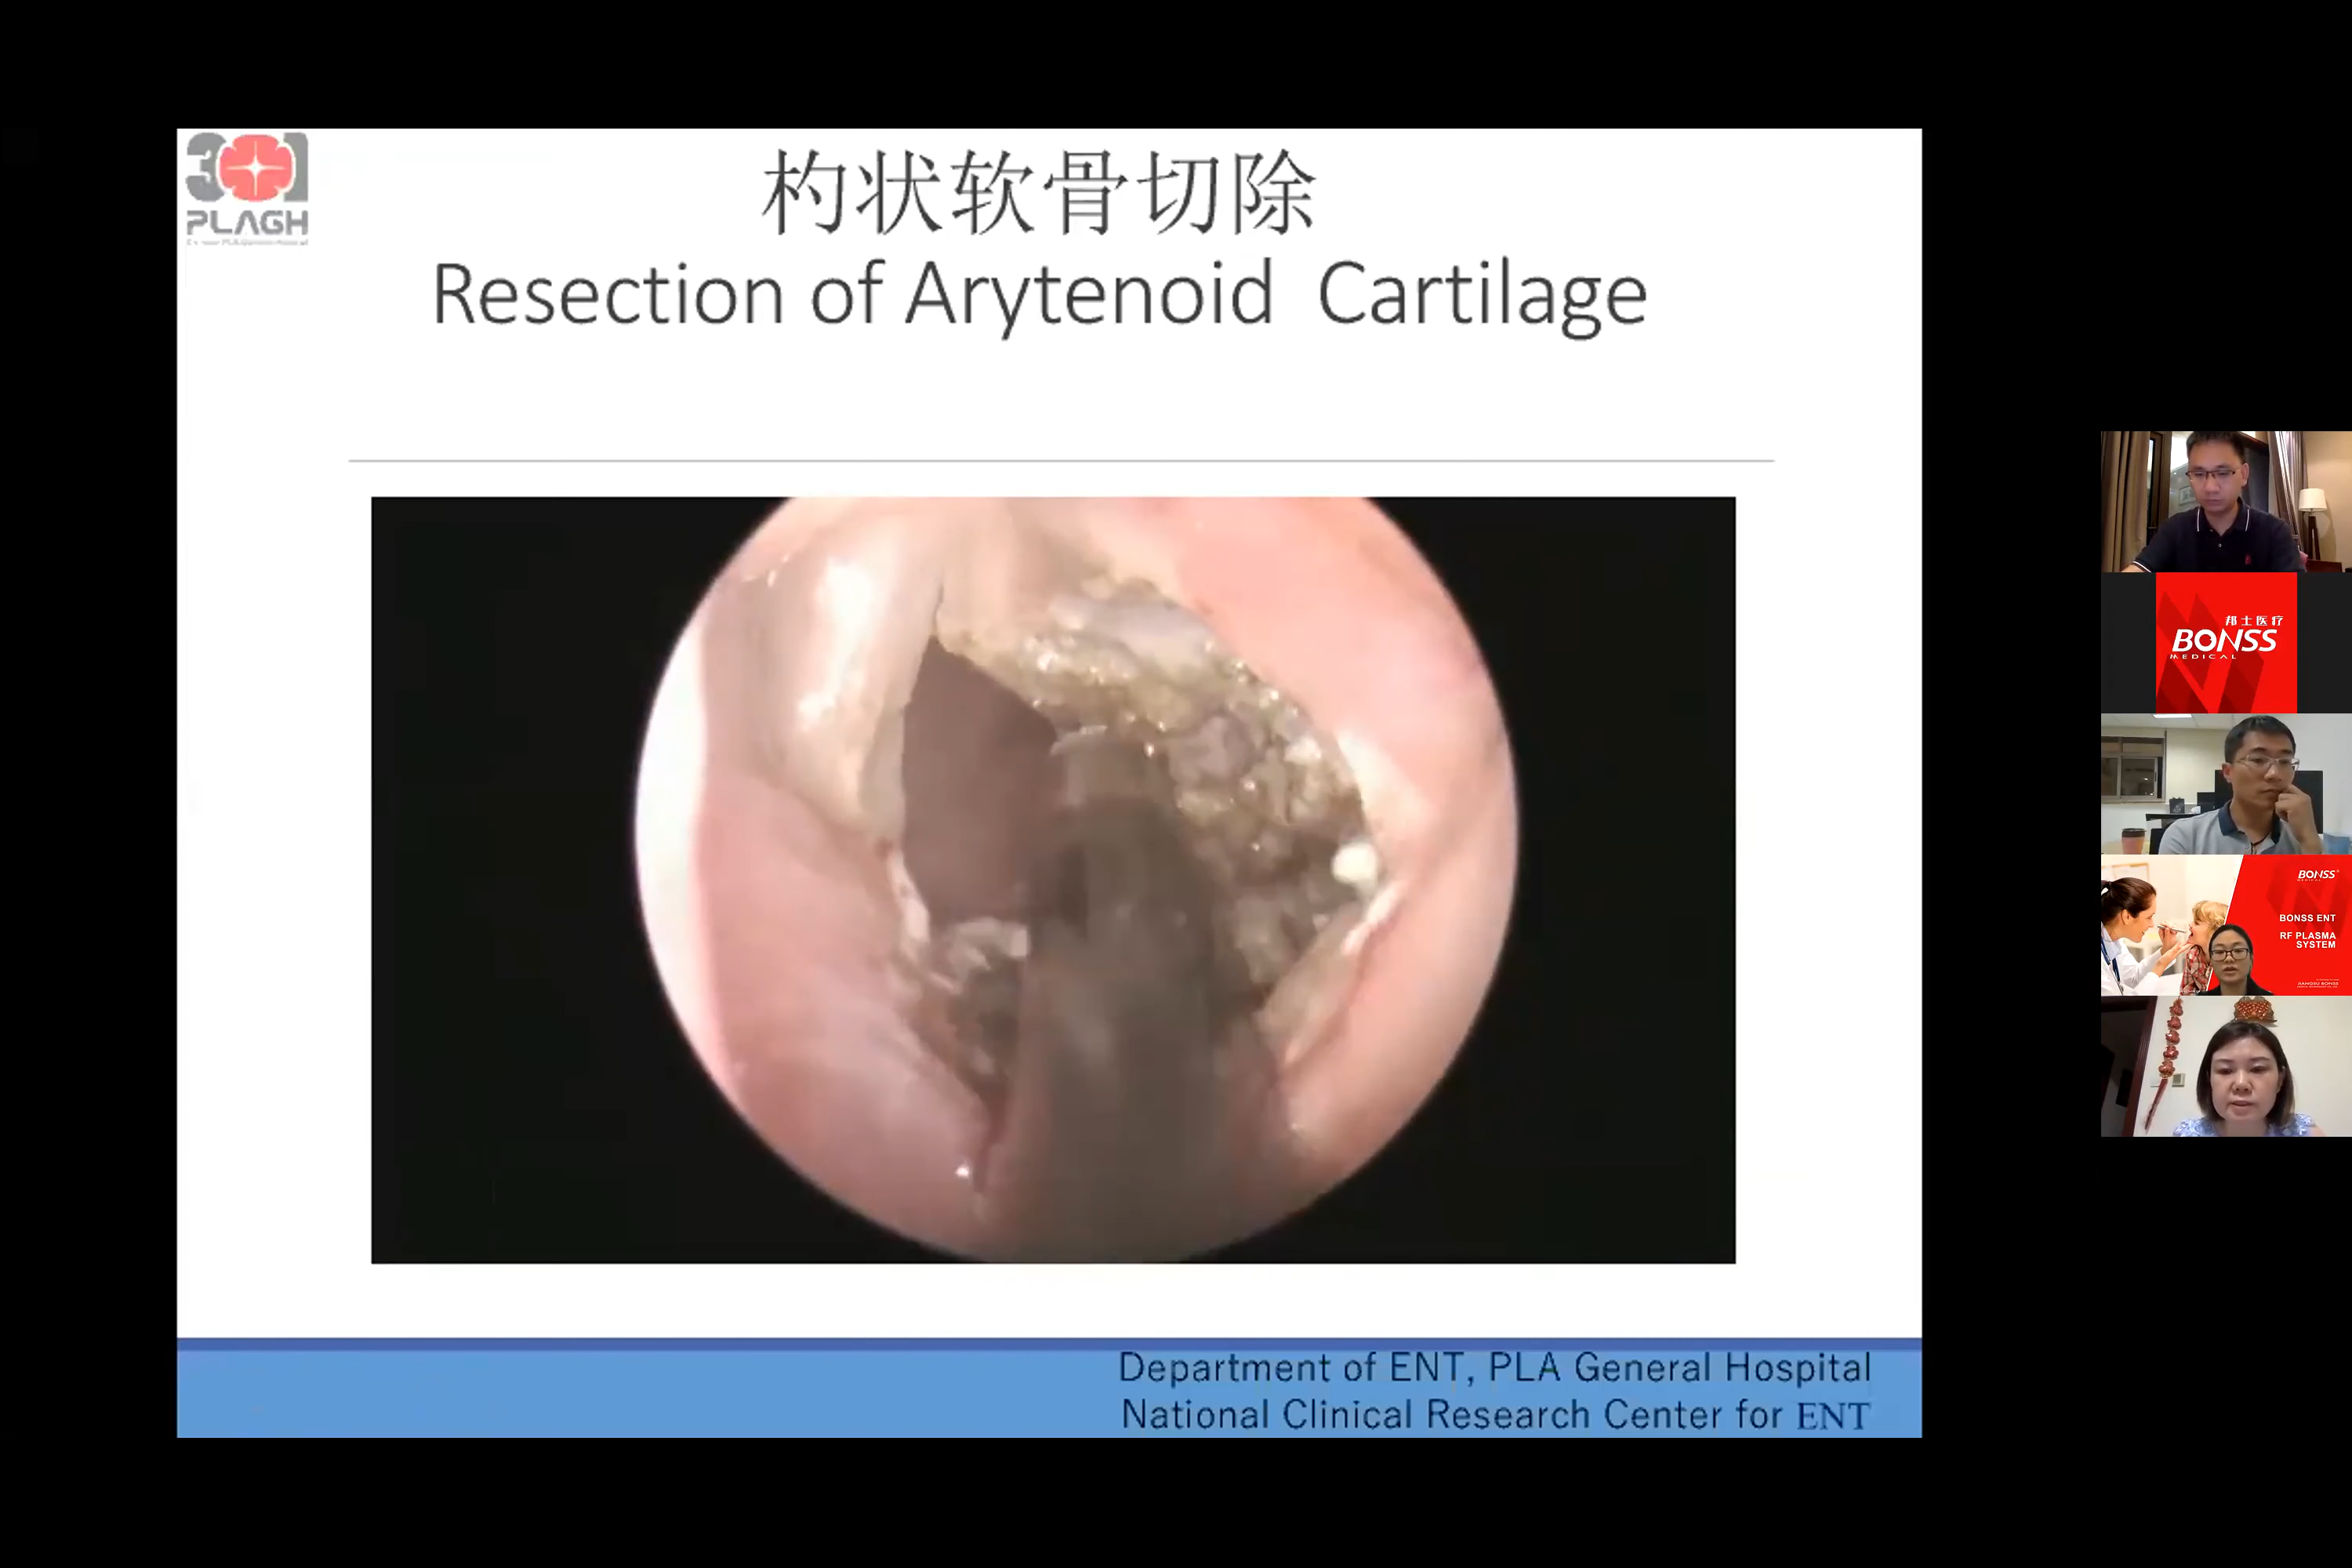 301
PLAGH
杓状软骨切除
Resection of Arytenoid Cartilage
Department of ENT, PLA General Hospital
National Clinical Research Center for ENT
邦士医疗
BONSS
MEDICAL
BONSS
BONSS ENT
RF PLASMA
SYSTEM